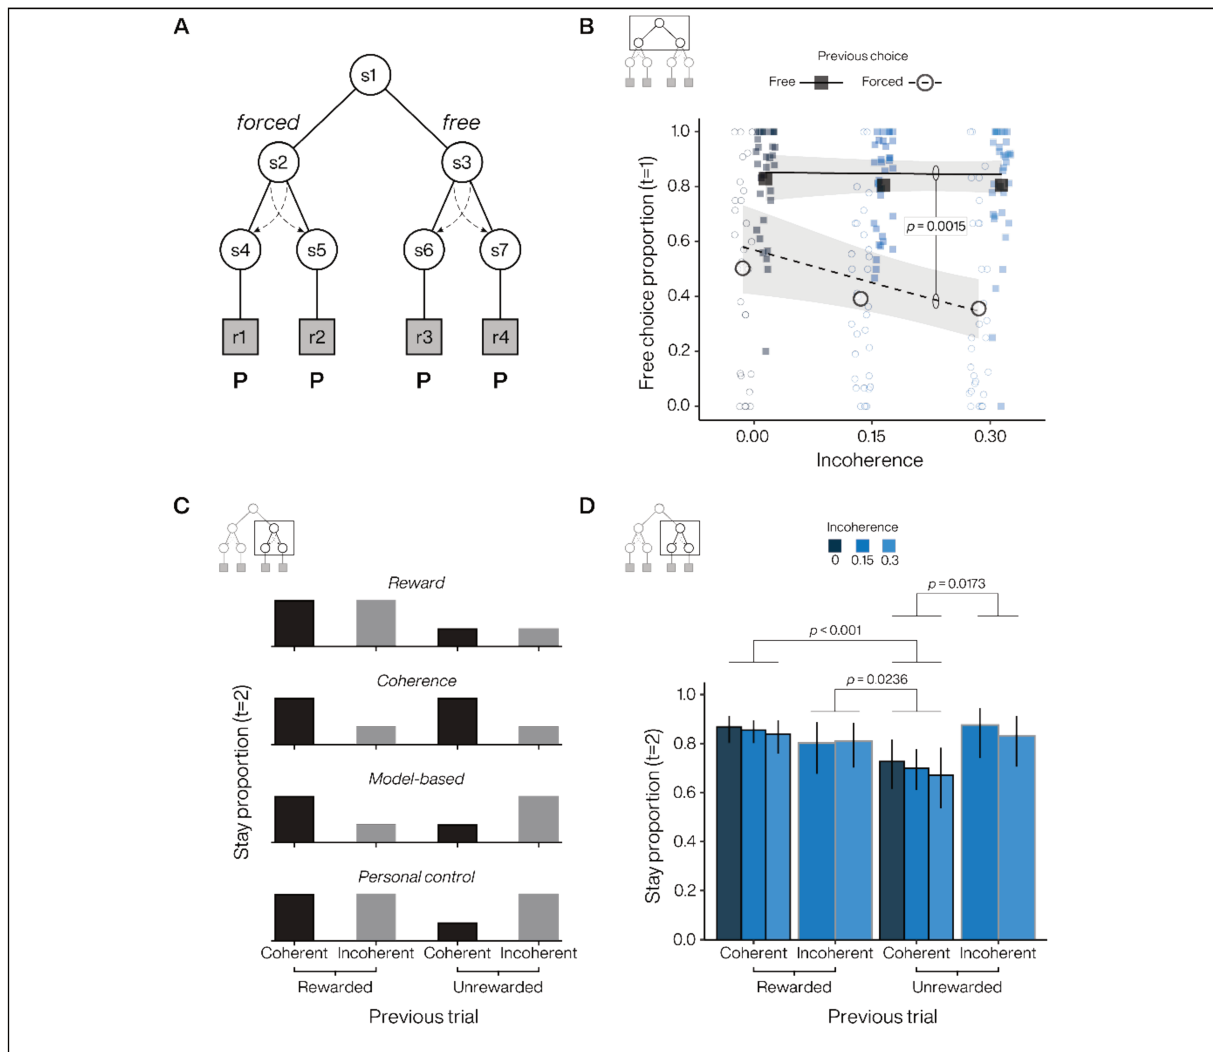 A
s1
forced
free
s2
s3
s4
s5
s6
s7
r1
r2
r3
r4
P
P
P
P
B
Previous choice
Free
Forced
Free choice proportion (t=1)
1.0
0.8
0.6
0.4
0.2
0.0
p = 0.0015
0.00
0.15
0.30
Incoherence
C
Reward
Coherence
Model-based
Personal control
Stay proportion (t=2)
Coherent
Incoherent
Coherent
Incoherent
Rewarded
Unrewarded
Previous trial
D
Incoherence
0
0.15
0.3
p = 0.0173
p < 0.001
p = 0.0236
Stay proportion (t=2)
1.0
0.8
0.6
0.4
0.2
0.0
Coherent
Incoherent
Coherent
Incoherent
Rewarded
Unrewarded
Previous trial